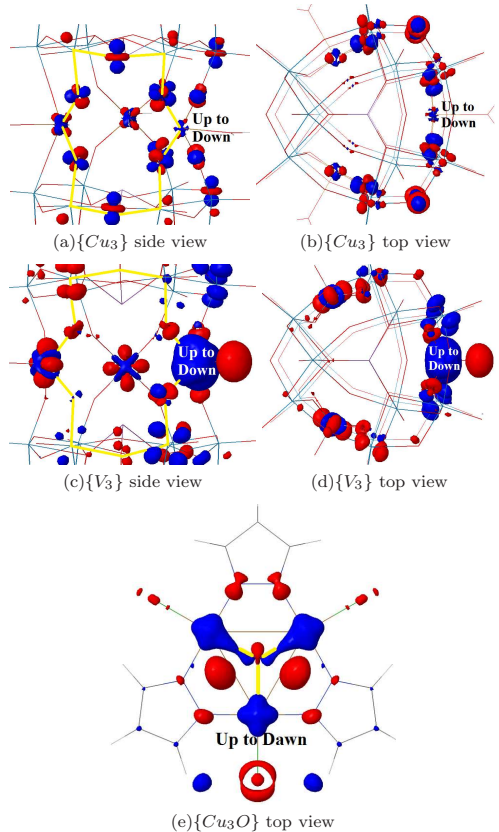 Up to
Down
Up to
Down
(a){Cu₃} side view
(b){Cu₃} top view
Up to
Down
Up to
Down
(c){V₃} side view
(d){V₃} top view
Up to Dawn
(e){Cu₃O} top view